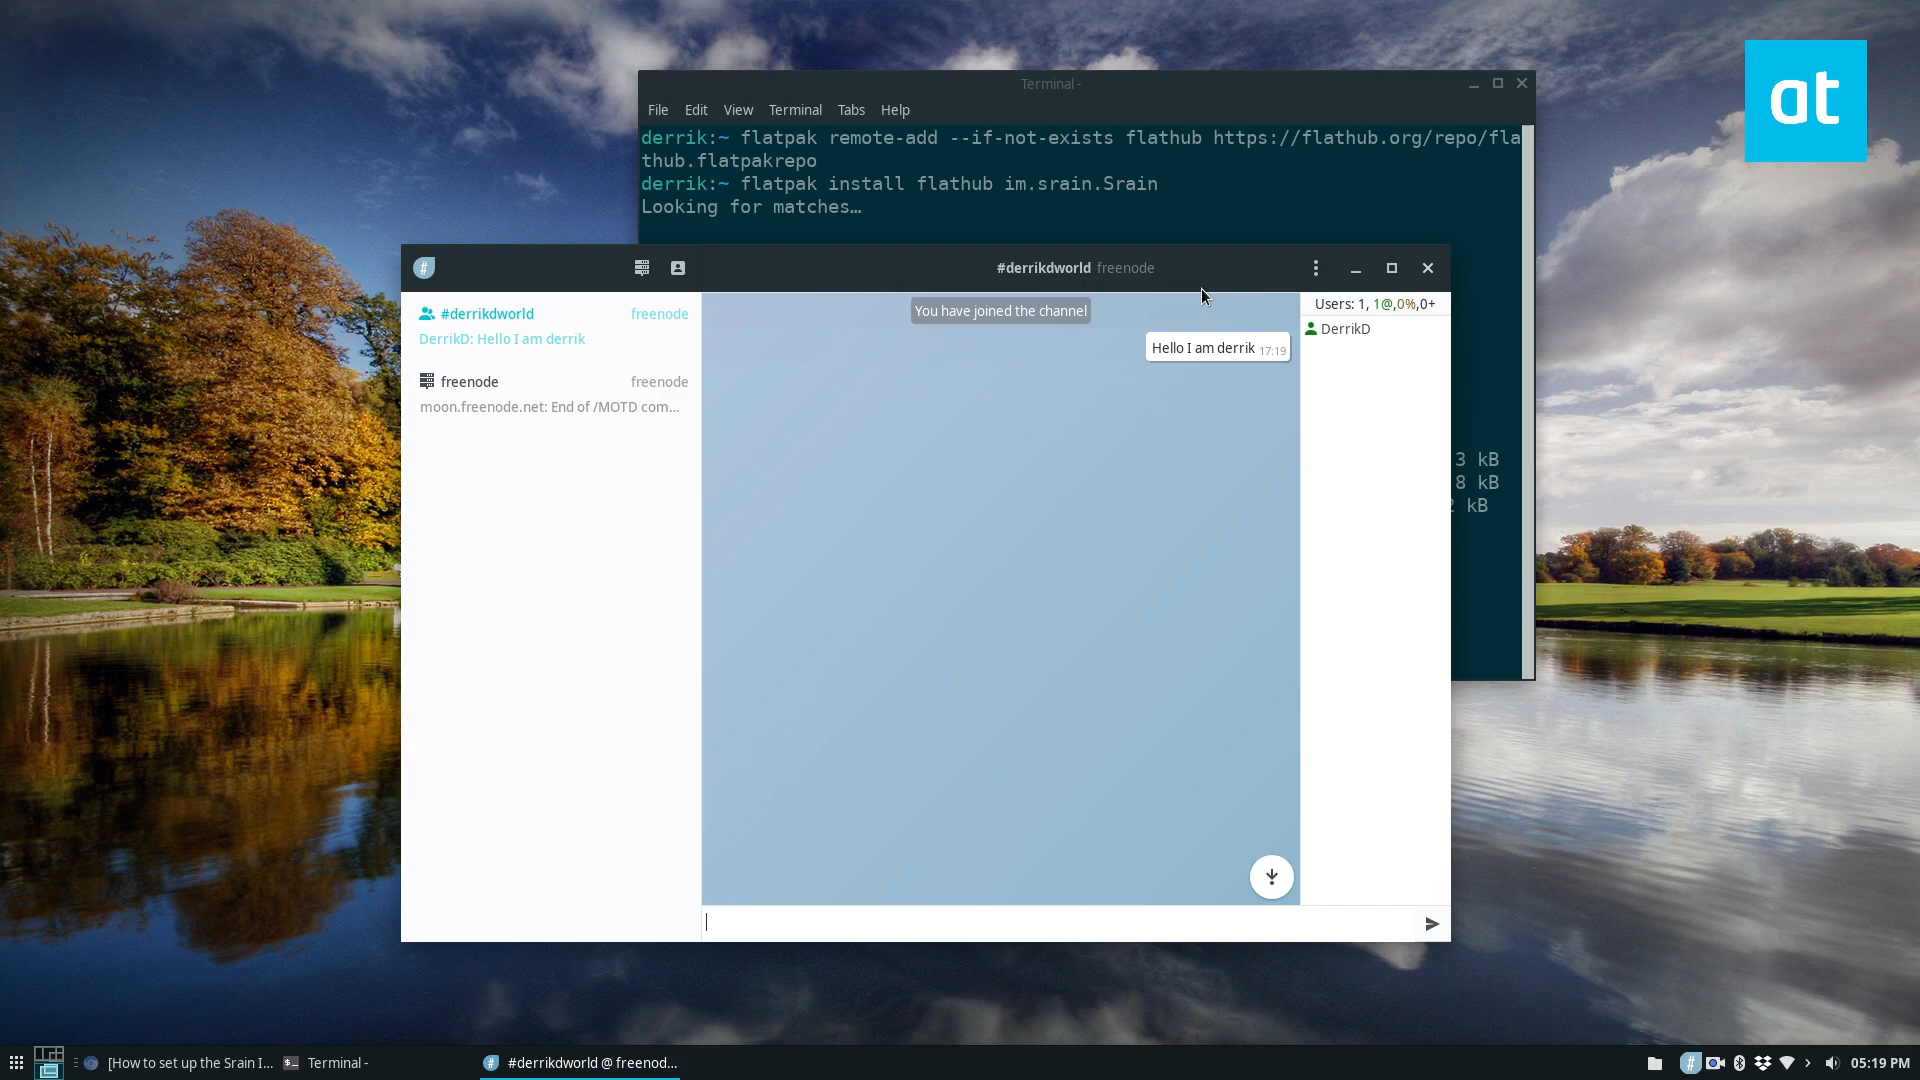 at
Terminal -
File Edit View Terminal Tabs Help
derrik:~ flatpak remote-add --if-not-exists flathub https://flathub.org/repo/fla
thub.flatpakrepo
derrik:~ flatpak install flathub im.srain.Srain
Looking for matches…
3 kB
8 kB
2 kB
# #derrikdworld freenode
#derrikdworld freenode
DerrikD: Hello I am derrik
freenode freenode
moon.freenode.net: End of /MOTD com...
You have joined the channel
Hello I am derrik 17:19
Users: 1, 1@,0%,0+
DerrikD
[How to set up the Srain I... Terminal - # #derrikdworld @ freenod... # 05:19 PM